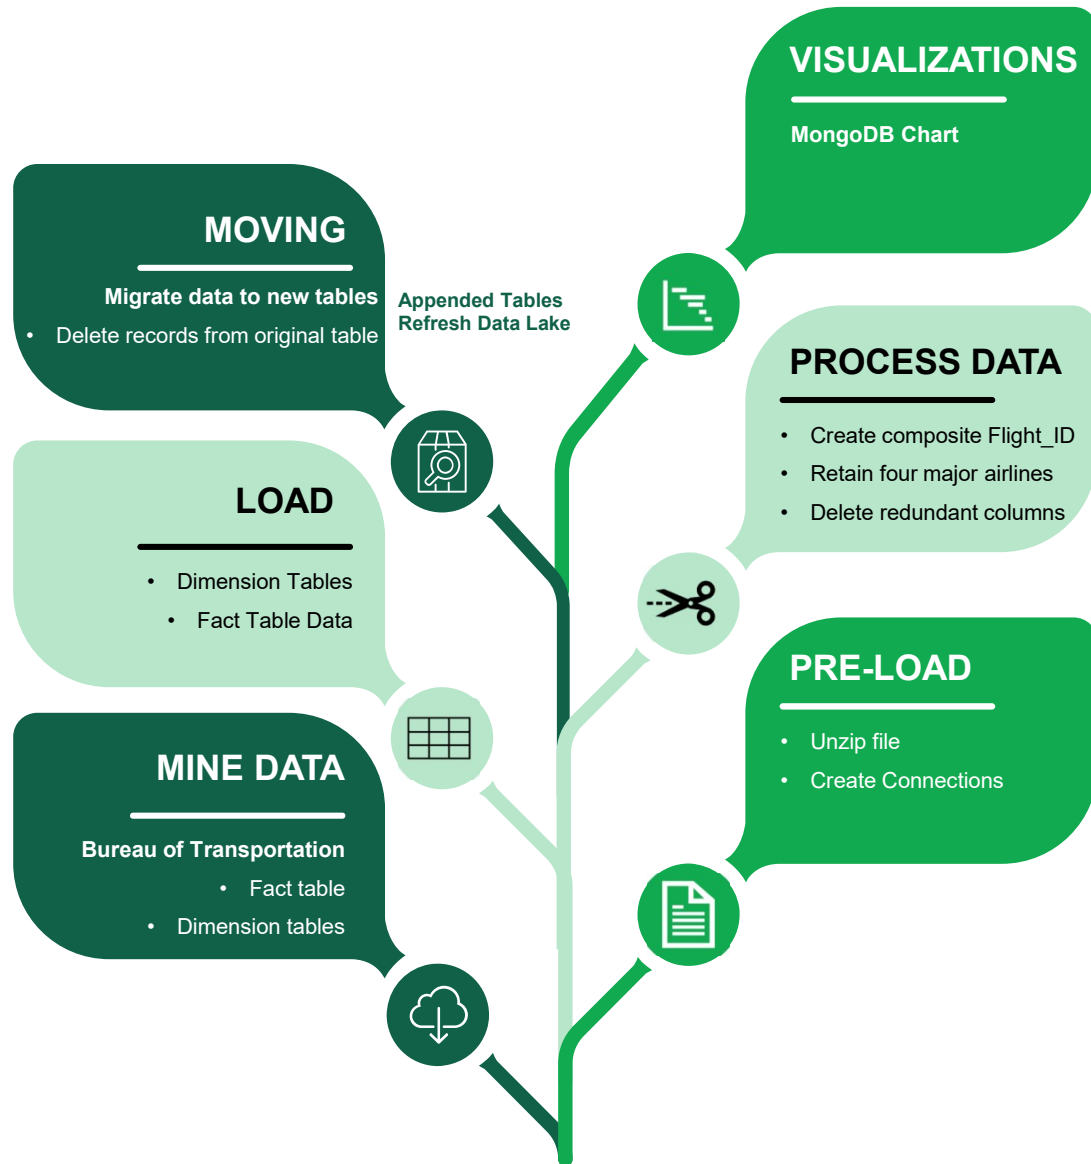 VISUALIZATIONS
MongoDB Chart
MOVING
Migrate data to new tables
• Delete records from original table
Appended Tables
Refresh Data Lake
PROCESS DATA
• Create composite Flight_ID
• Retain four major airlines
• Delete redundant columns
LOAD
• Dimension Tables
• Fact Table Data
PRE-LOAD
• Unzip file
• Create Connections
MINE DATA
Bureau of Transportation
• Fact table
• Dimension tables